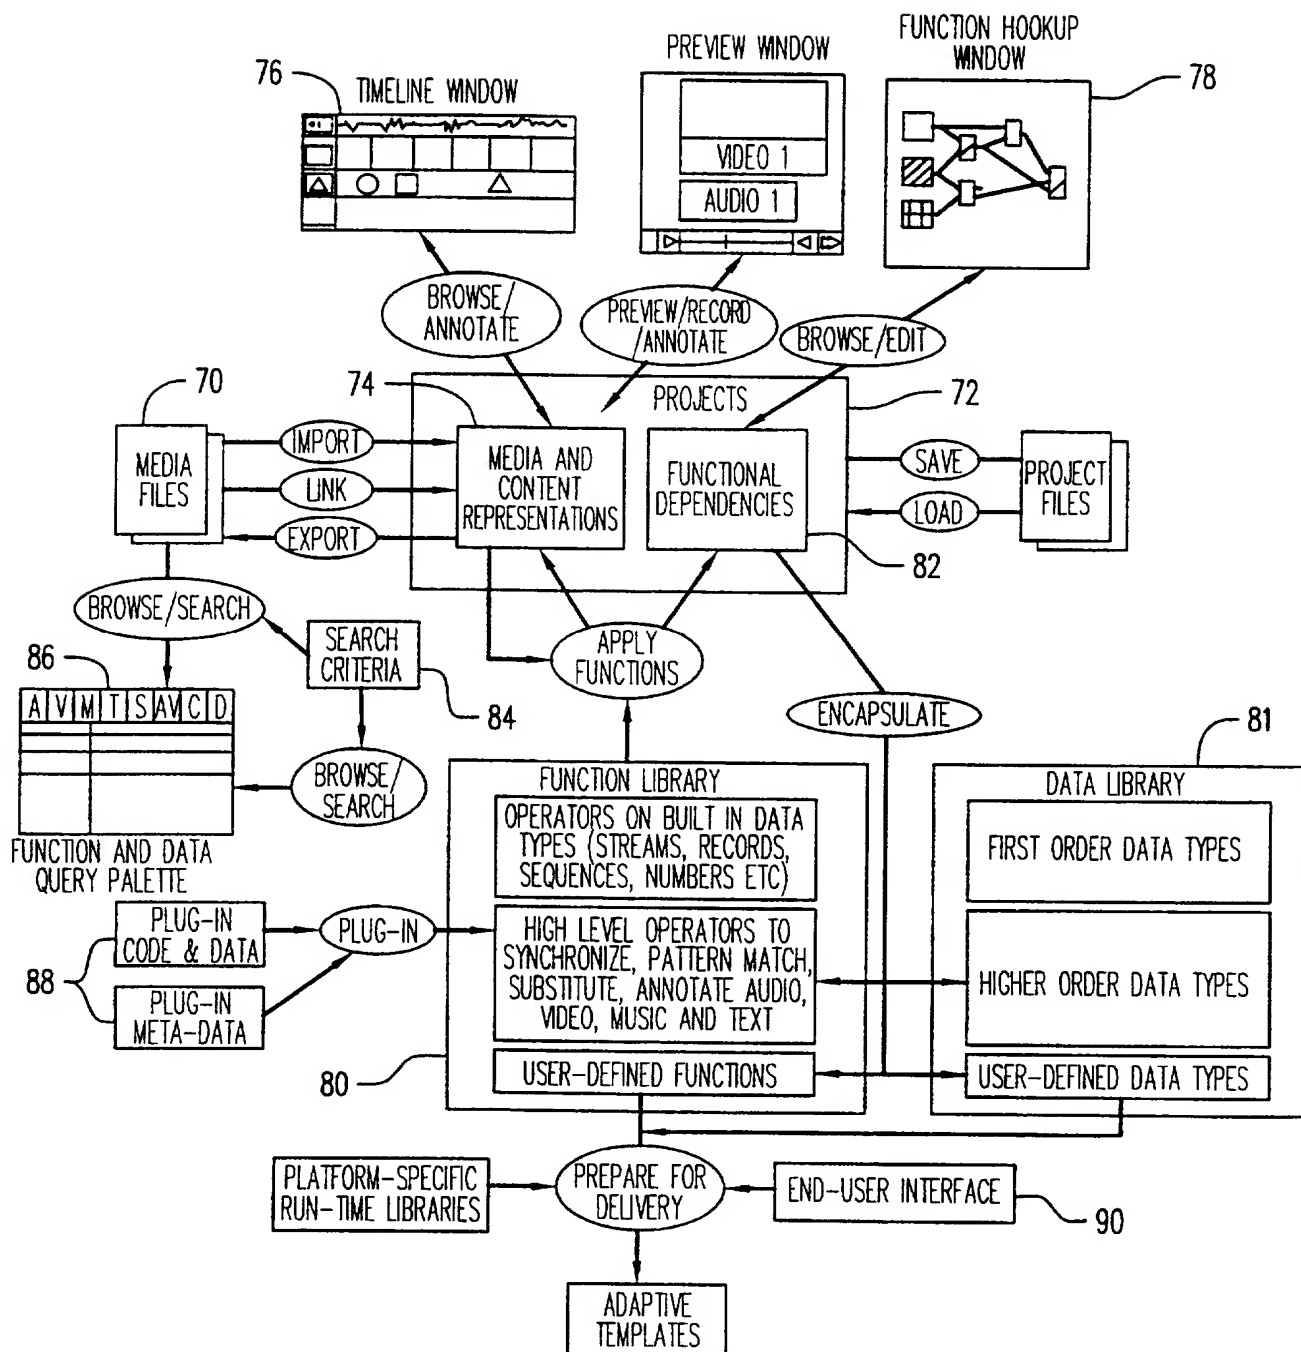 FUNCTION HOOKUP
WINDOW
PREVIEW WINDOW
76
TIMELINE WINDOW
78
VIDEO 1
AUDIO 1
BROWSE/
ANNOTATE
PREVIEW/RECORD
/ANNOTATE
BROWSE/EDIT
70
74
PROJECTS
72
MEDIA
FILES
IMPORT
LINK
EXPORT
MEDIA AND
CONTENT
REPRESENTATIONS
FUNCTIONAL
DEPENDENCIES
SAVE
LOAD
PROJECT
FILES
82
BROWSE/SEARCH
SEARCH
CRITERIA
APPLY
FUNCTIONS
86
84
A V M T S AV C D
ENCAPSULATE
81
BROWSE/
SEARCH
FUNCTION AND DATA
QUERY PALETTE
FUNCTION LIBRARY
DATA LIBRARY
OPERATORS ON BUILT IN DATA
TYPES (STREAMS, RECORDS,
SEQUENCES, NUMBERS ETC)
FIRST ORDER DATA TYPES
PLUG-IN
CODE & DATA
PLUG-IN
HIGH LEVEL OPERATORS TO
SYNCHRONIZE, PATTERN MATCH,
SUBSTITUTE, ANNOTATE AUDIO,
VIDEO, MUSIC AND TEXT
HIGHER ORDER DATA TYPES
88
PLUG-IN
META-DATA
80
USER-DEFINED FUNCTIONS
USER-DEFINED DATA TYPES
PLATFORM-SPECIFIC
RUN-TIME LIBRARIES
PREPARE FOR
DELIVERY
END-USER INTERFACE
90
ADAPTIVE
TEMPLATES